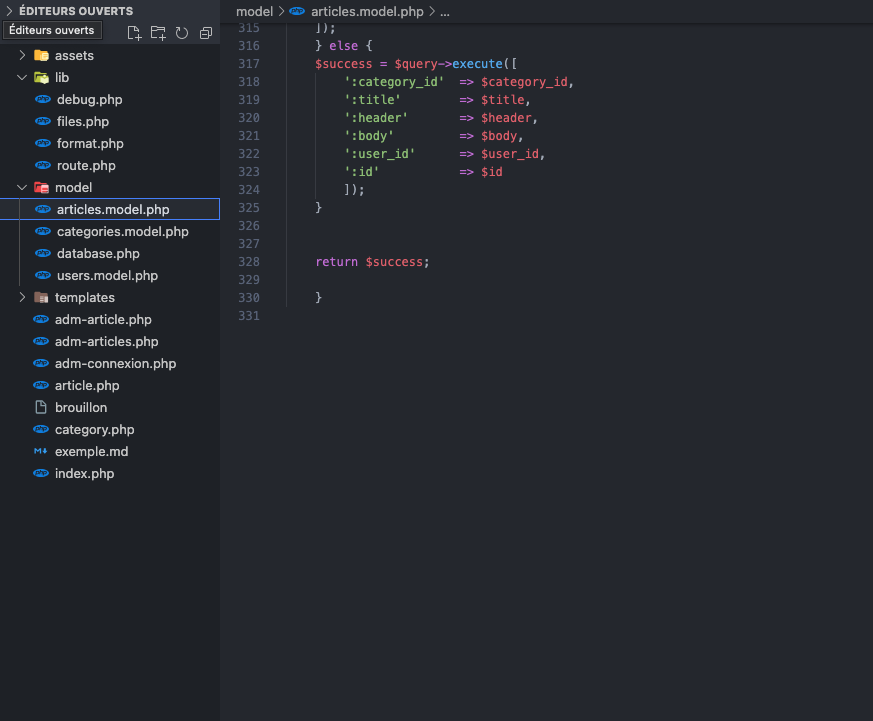 ÉDITEURS OUVERTS
Éditeurs ouverts
assets
lib
debug.php
files.php
format.php
route.php
model
articles.model.php
categories.model.php
database.php
users.model.php
templates
adm-article.php
adm-articles.php
adm-connexion.php
article.php
brouillon
category.php
exemple.md
index.php
model > articles.model.php > ...
315 ]);
316 } else {
317 $success = $query->execute([
318 ':category_id' => $category_id,
319 ':title' => $title,
320 ':header' => $header,
321 ':body' => $body,
322 ':user_id' => $user_id,
323 ':id' => $id
324 ]);
325 }
326
327
328 return $success;
329
330 }
331